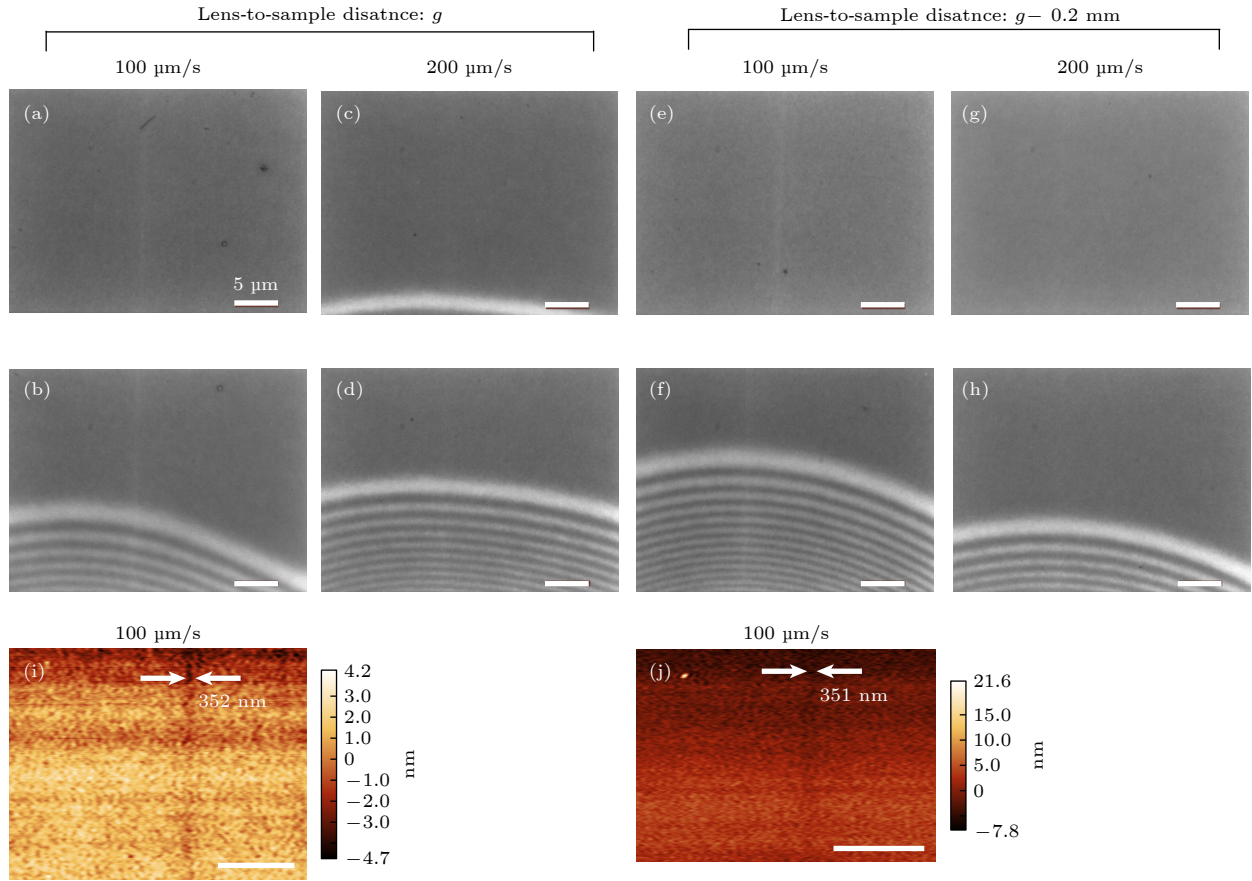 Lens-to-sample disatnce: g
Lens-to-sample disatnce: g− 0.2 mm
100 µm/s
200 µm/s
100 µm/s
200 µm/s
(a)
(c)
(e)
(g)
5 µm
(b)
(d)
(f)
(h)
100 µm/s
100 µm/s
(i)
352 nm
4.2
3.0
2.0
1.0
0
−1.0
−2.0
−3.0
−4.7
nm
(j)
351 nm
21.6
15.0
10.0
5.0
0
−7.8
nm